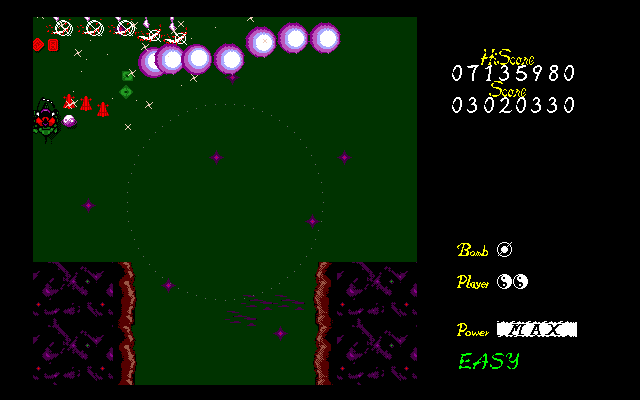 HiScore
07135980
Score
03020330
Bomb
Player
Power MAX
EASY